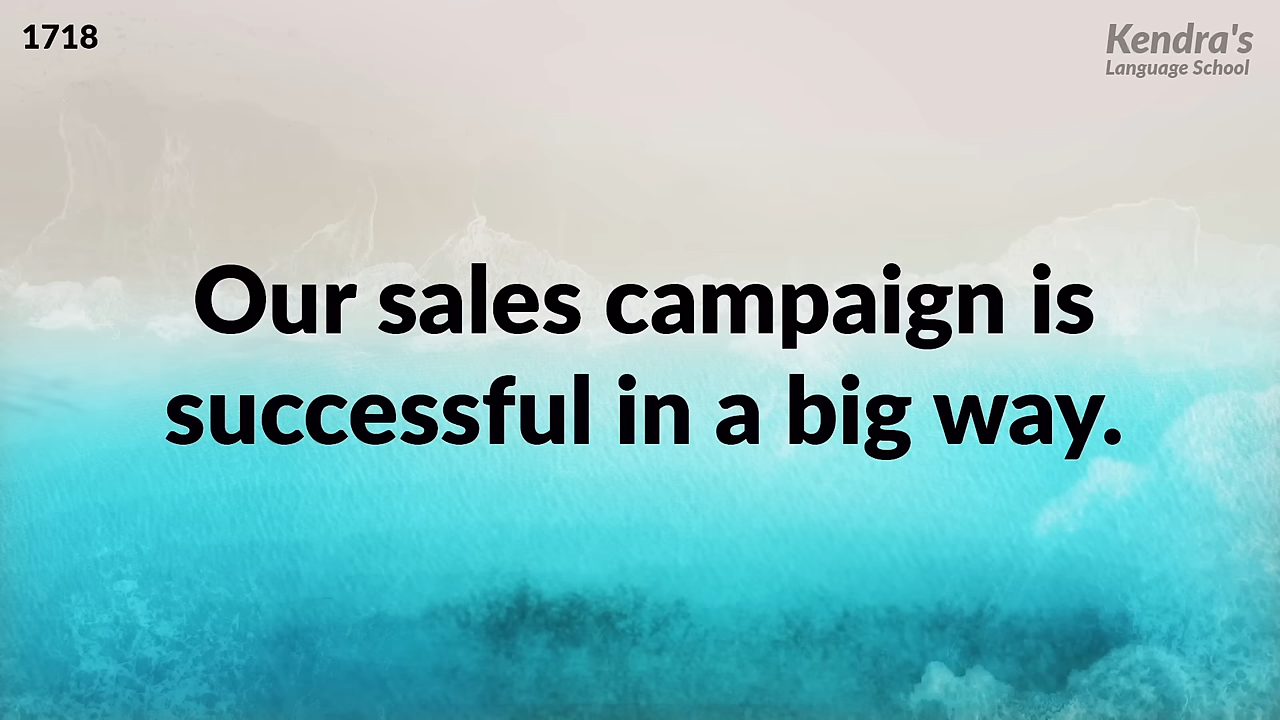 1718
Kendra's
Language School
Our sales campaign is
successful in a big way.